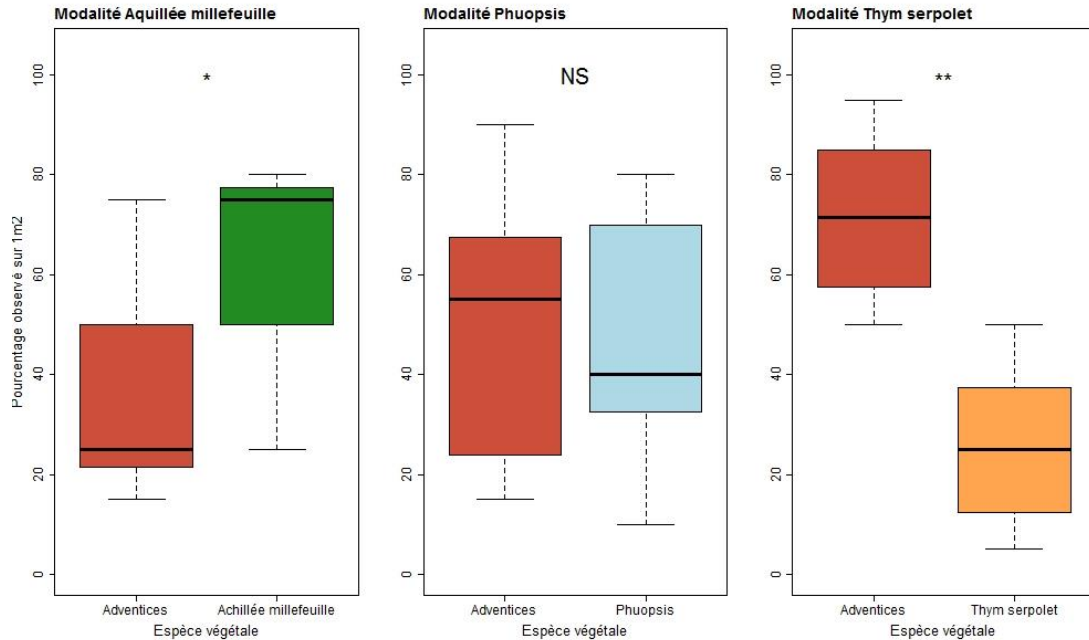 Modalité Aquillée millefeuille
*
Pourcentage observé sur 1m2
100
80
60
40
20
0
Adventices Achillée millefeuille
Espèce végétale
Modalité Phuopsis
NS
100
80
60
40
20
0
Adventices Phuopsis
Espèce végétale
Modalité Thym serpolet
**
100
80
60
40
20
0
Adventices Thym serpolet
Espèce végétale